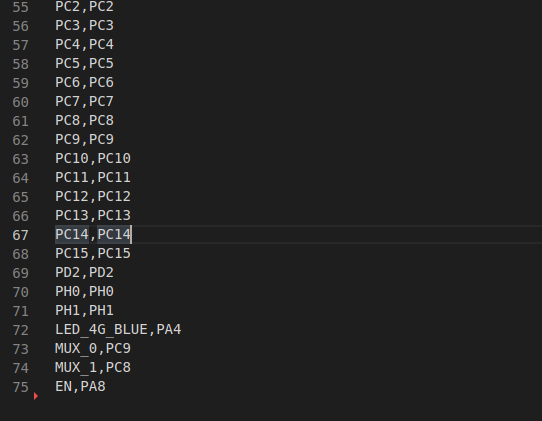 55 PC2,PC2
56 PC3,PC3
57 PC4,PC4
58 PC5,PC5
59 PC6,PC6
60 PC7,PC7
61 PC8,PC8
62 PC9,PC9
63 PC10,PC10
64 PC11,PC11
65 PC12,PC12
66 PC13,PC13
67 PC14,PC14
68 PC15,PC15
69 PD2,PD2
70 PH0,PH0
71 PH1,PH1
72 LED_4G_BLUE,PA4
73 MUX_0,PC9
74 MUX_1,PC8
75 EN,PA8